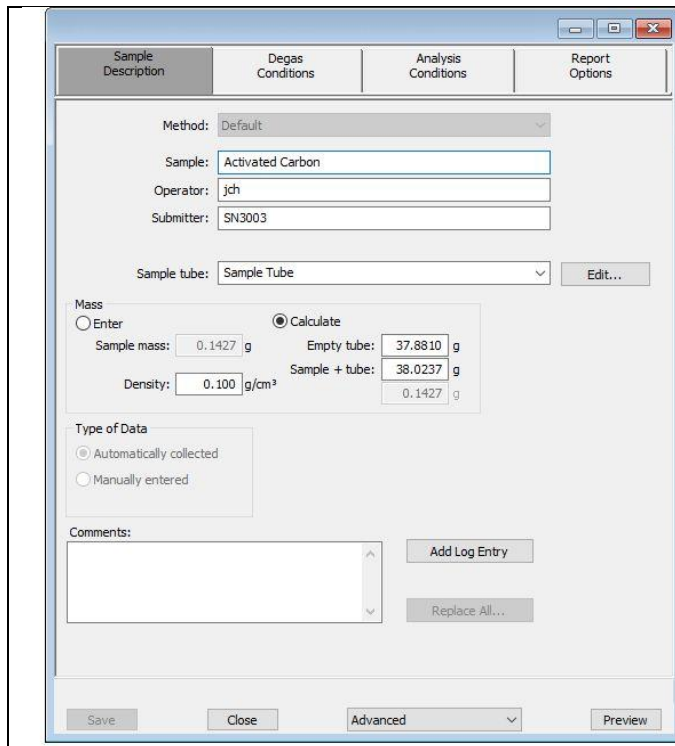 Sample Description
Degas Conditions
Analysis Conditions
Report Options
Method: Default
Sample: Activated Carbon
Operator: jch
Submitter: SN3003
Sample tube: Sample Tube Edit...
Mass
Enter Calculate
Sample mass: 0.1427 g Empty tube: 37.8810 g
Sample + tube: 38.0237 g
Density: 0.100 g/cm³ 0.1427 g
Type of Data
Automatically collected
Manually entered
Comments:
Add Log Entry
Replace All...
Save Close Advanced Preview